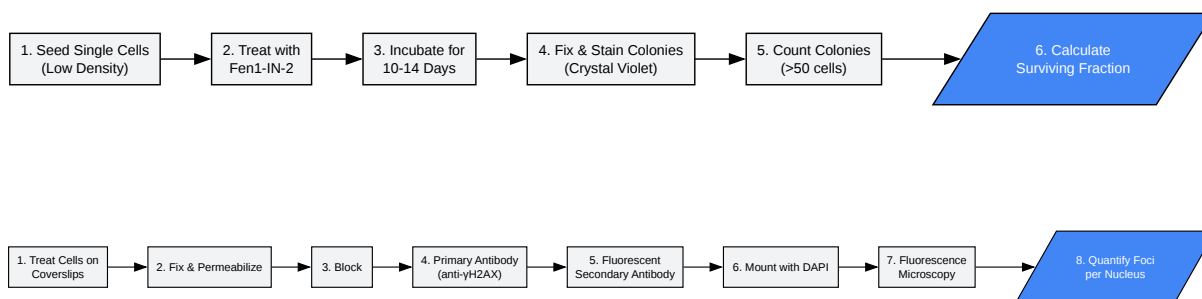 1. Seed Single Cells
(Low Density)
2. Treat with
Fen1-IN-2
3. Incubate for
10-14 Days
4. Fix & Stain Colonies
(Crystal Violet)
5. Count Colonies
(>50 cells)
6. Calculate
Surviving Fraction
1. Treat Cells on
Coverslips
2. Fix & Permeabilize
3. Block
4. Primary Antibody
(anti-γH2AX)
5. Fluorescent
Secondary Antibody
6. Mount with DAPI
7. Fluorescence
Microscopy
8. Quantify Foci
per Nucleus